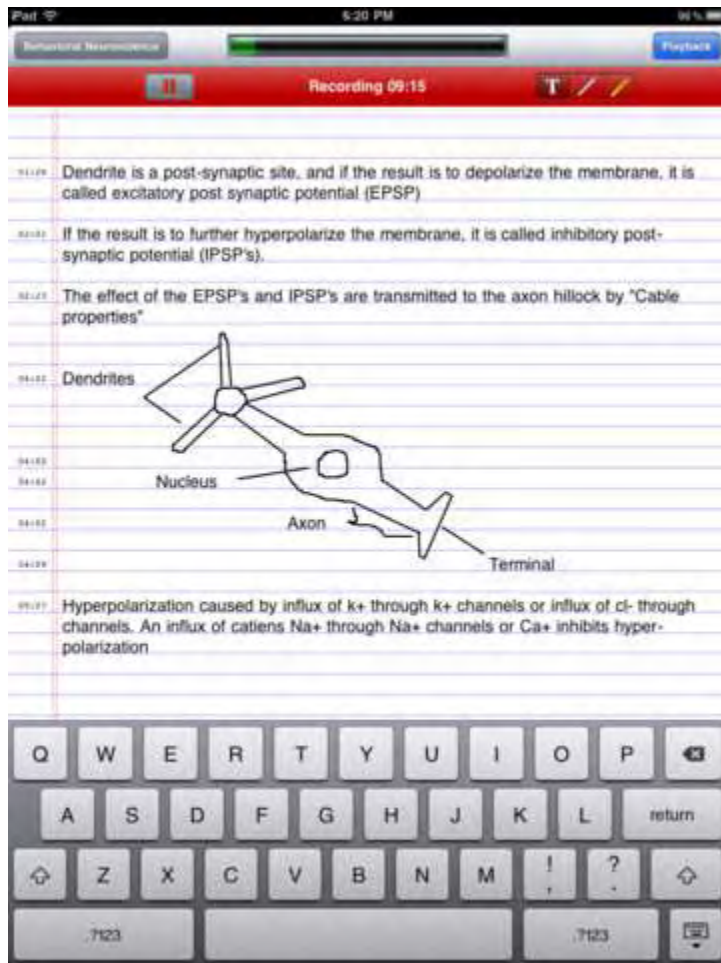 iPad 5:20 PM
Behavioral Neuroscience Playback
Recording 09:15 T
Dendrite is a post-synaptic site, and if the result is to depolarize the membrane, it is
called excitatory post synaptic potential (EPSP)
If the result is to further hyperpolarize the membrane, it is called inhibitory post-
synaptic potential (IPSP's).
The effect of the EPSP's and IPSP's are transmitted to the axon hillock by "Cable
properties"
Dendrites
Nucleus
Axon
Terminal
Hyperpolarization caused by influx of k+ through k+ channels or influx of cl- through
channels. An influx of catiens Na+ through Na+ channels or Ca+ inhibits hyper-
polarization
Q W E R T Y U I O P
A S D F G H J K L return
Z X C V B N M ! , ? .
.?123 .?123